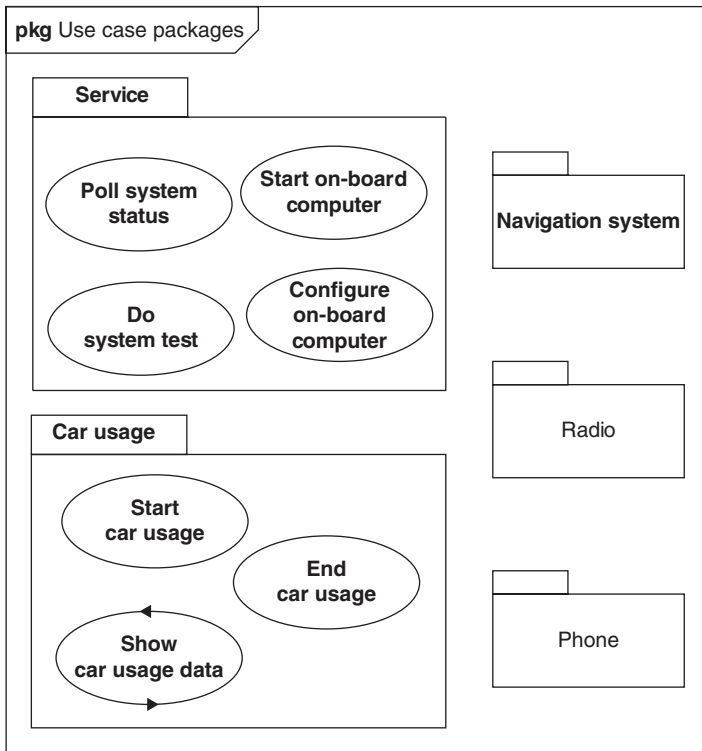 pkg Use case packages
Service
Poll system
status
Start on-board
computer
Do
system test
Configure
on-board
computer
Car usage
Start
car usage
End
car usage
Show
car usage data
Navigation system
Radio
Phone